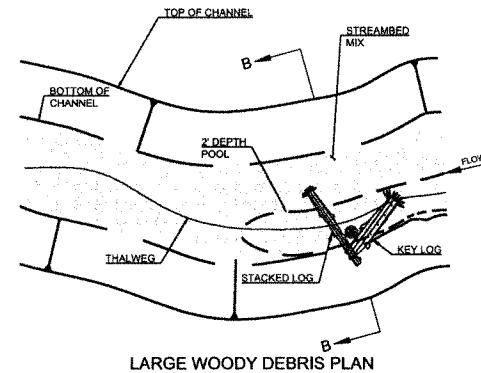 TOP OF CHANNEL
STREAMBED
MIX
B
BOTTOM OF
CHANNEL
2' DEPTH
POOL
FLOW
THALWEG
STACKED LOG
KEY LOG
B
LARGE WOODY DEBRIS PLAN